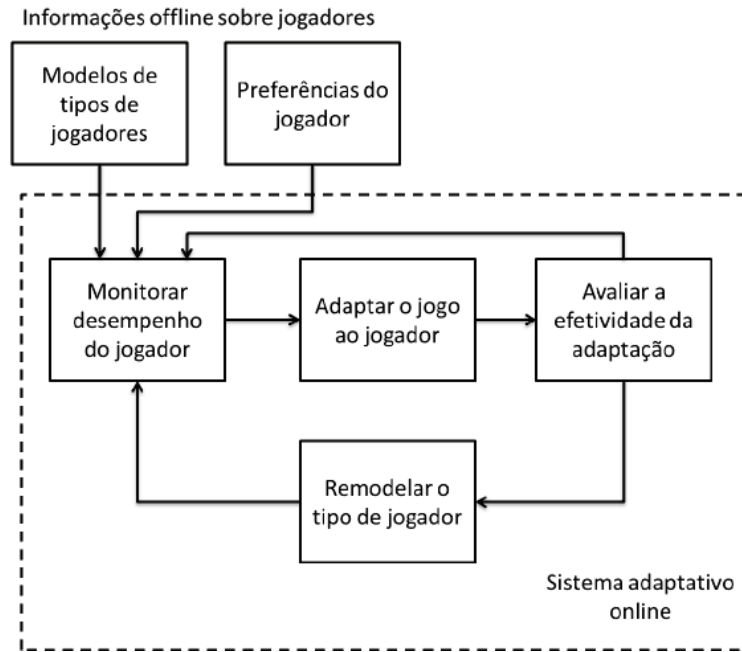 Informações offline sobre jogadores
Modelos de
tipos de
jogadores
Preferências do
jogador
Monitorar
desempenho
do jogador
Adaptar o jogo
ao jogador
Avaliar a
efetividade da
adaptação
Remodelar o
tipo de jogador
Sistema adaptativo
online